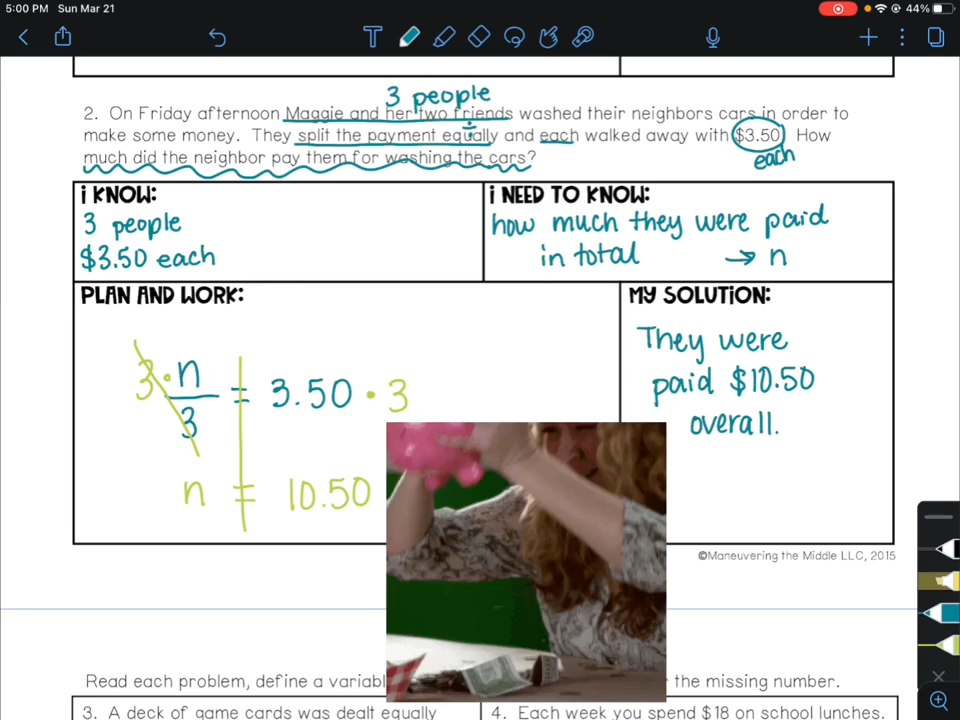 5:00 PM Sun Mar 21
44%
T
3 people
2. On Friday afternoon Maggie and her two friends washed their neighbors cars in order to
÷
make some money. They split the payment equally and each walked away with $3.50. How
much did the neighbor pay them for washing the cars?
each
I KNOW:
3 people
$3.50 each
I NEED TO KNOW:
how much they were paid
in total → n
PLAN AND WORK:
3 · n / 3 = 3.50 · 3
n = 10.50
MY SOLUTION:
They were
paid $10.50
overall.
©Maneuvering the Middle LLC, 2015
Read each problem, define a variabl
the missing number.
3. A deck of game cards was dealt equally
4. Each week you spend $18 on school lunches.